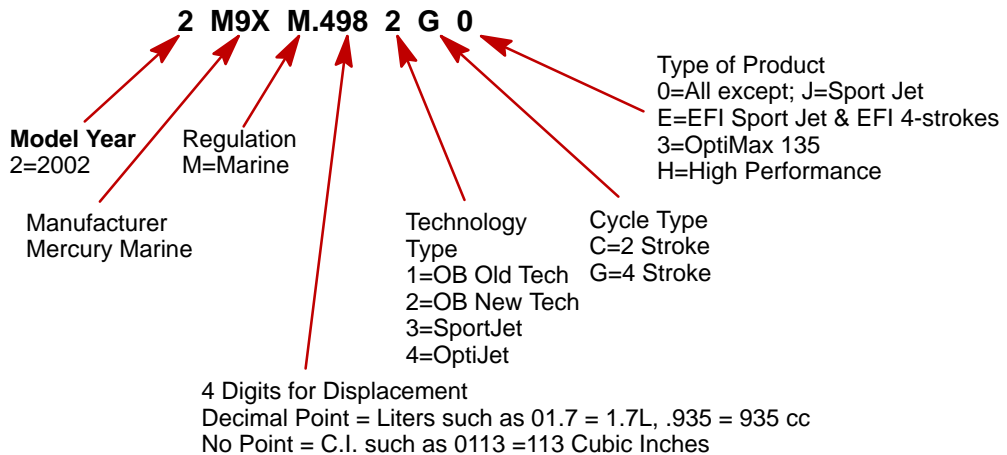 2 M9X M.498 2 G 0
Type of Product
0=All except; J=Sport Jet
E=EFI Sport Jet & EFI 4-strokes
3=OptiMax 135
H=High Performance
Model Year
2=2002
Regulation
M=Marine
Manufacturer
Mercury Marine
Technology
Type
1=OB Old Tech
2=OB New Tech
3=SportJet
4=OptiJet
Cycle Type
C=2 Stroke
G=4 Stroke
4 Digits for Displacement
Decimal Point = Liters such as 01.7 = 1.7L, .935 = 935 cc
No Point = C.I. such as 0113 =113 Cubic Inches